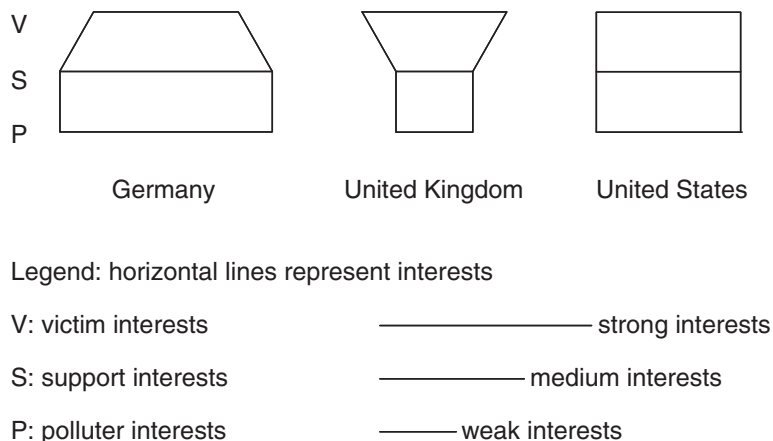 V
S
P
Germany United Kingdom United States
Legend: horizontal lines represent interests
V: victim interests strong interests
S: support interests medium interests
P: polluter interests weak interests